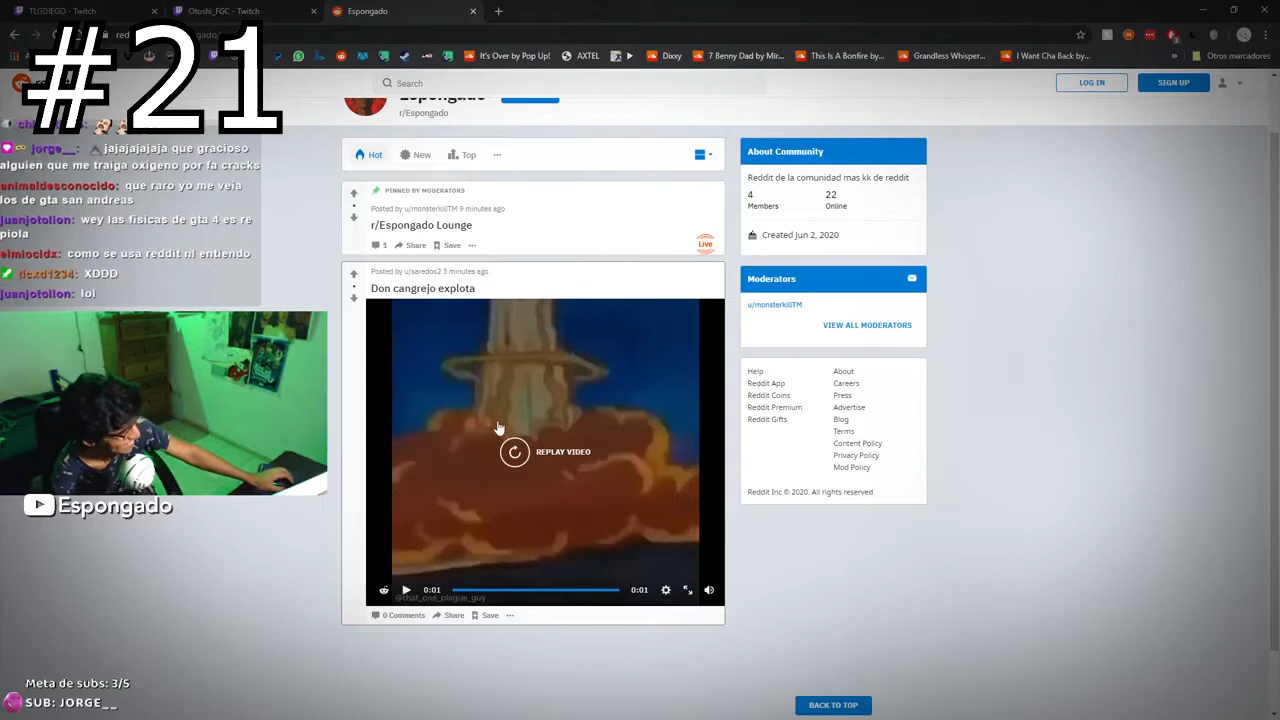 TLGDIEGO - Twitch
Otoshi_FGC - Twitch
Espongado
#21
It's Over by Pop Up!
AXTEL
Dixxy
7 Benny Dad by Mir...
This Is A Bonfire by...
Grandless Whisper...
I Want Cha Back by...
Otros marcadores
Search
LOG IN
SIGN UP
Espongado
r/Espongado
jorge__: jajajajajaja que gracioso
alguien que me traiga oxigeno por fa cracks
animaldesconocido: que raro yo me veia
los de gta san andreas
juanjotollon: wey las fisicas de gta 4 es re
piola
elmiocidx: como se usa reddit nl entiendo
ticxd1234: XDDD
juanjotollon: lol
Hot
New
Top
PINNED BY MODERATORS
Posted by u/monsterkillTM 9 minutes ago
r/Espongado Lounge
1 Share Save
Live
Posted by u/saredos2 3 minutes ago
Don cangrejo explota
REPLAY VIDEO
0:01
0:01
@that_one_plague_guy
0 Comments Share Save
About Community
Reddit de la comunidad mas kk de reddit
4 22
Members Online
Created Jun 2, 2020
Moderators
u/monsterkillTM
VIEW ALL MODERATORS
Help About
Reddit App Careers
Reddit Coins Press
Reddit Premium Advertise
Reddit Gifts Blog
Terms
Content Policy
Privacy Policy
Mod Policy
Reddit Inc © 2020. All rights reserved
BACK TO TOP
Espongado
Meta de subs: 3/5
SUB: JORGE__